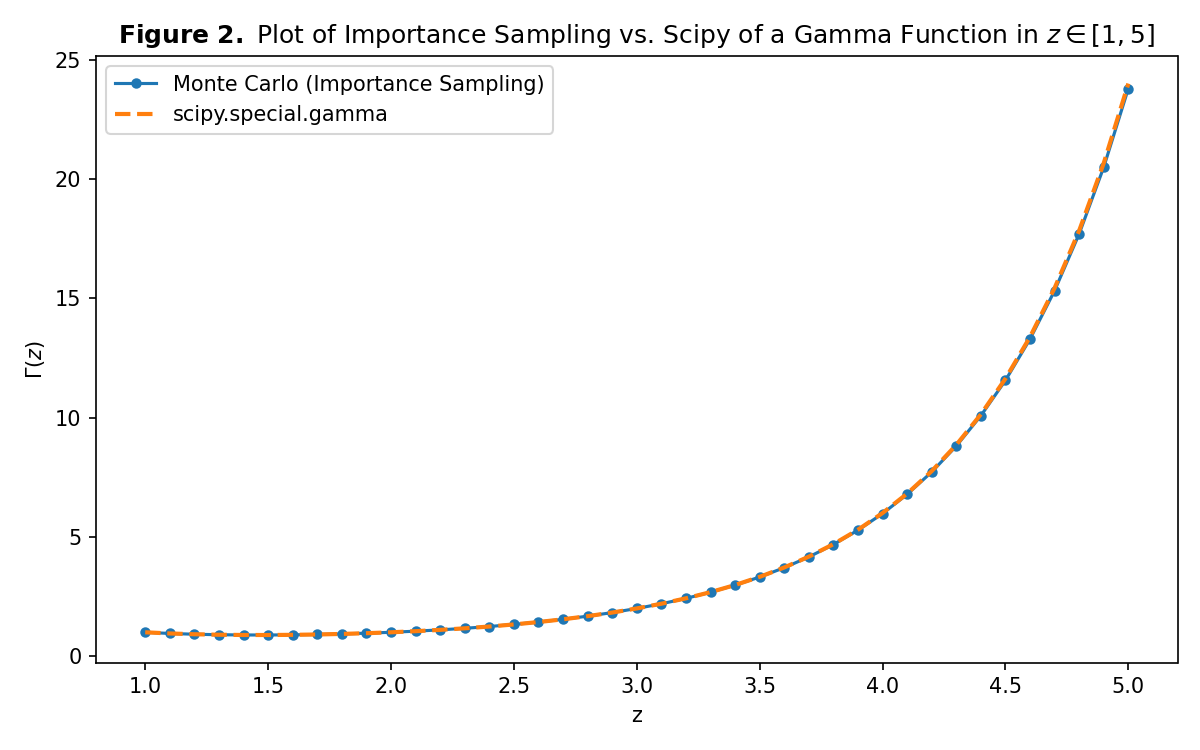 Figure 2. Plot of Importance Sampling vs. Scipy of a Gamma Function in z ∈ [1, 5]
Monte Carlo (Importance Sampling)
scipy.special.gamma
25
20
15
10
5
0
Γ(z)
1.0 1.5 2.0 2.5 3.0 3.5 4.0 4.5 5.0
z